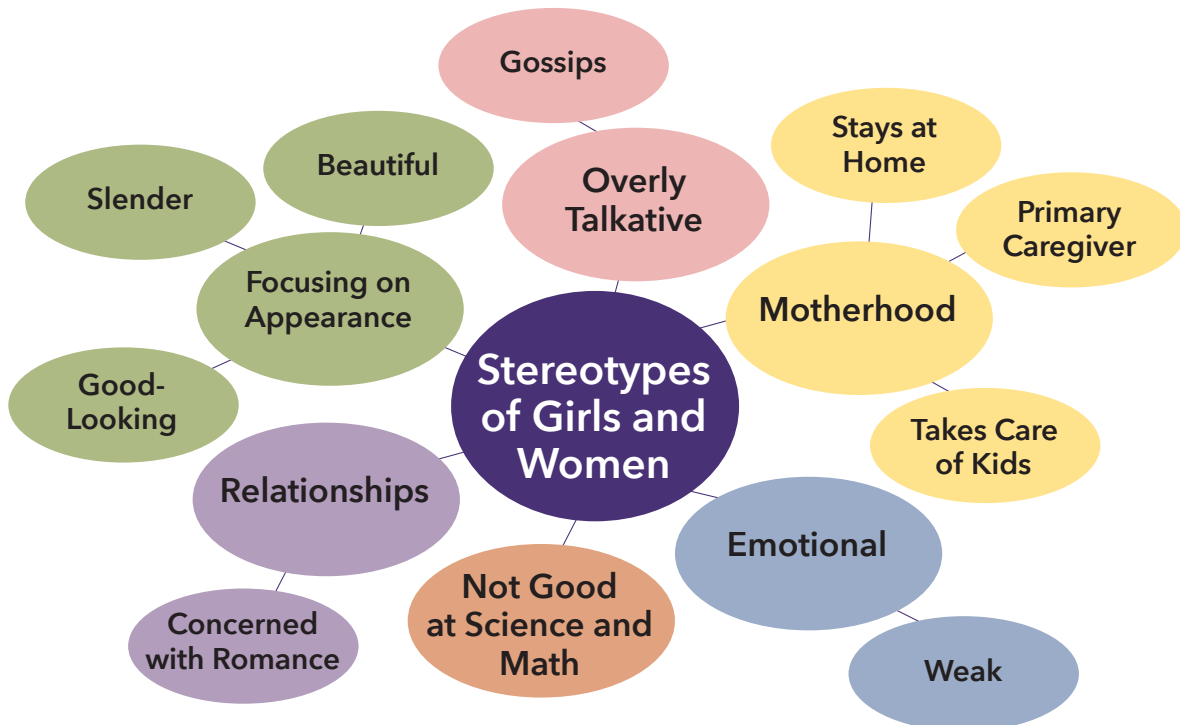 Gossips
Overly
Talkative
Stays at
Home
Primary
Caregiver
Motherhood
Takes Care
of Kids
Beautiful
Slender
Focusing on
Appearance
Good-
Looking
Stereotypes
of Girls and
Women
Relationships
Concerned
with Romance
Not Good
at Science and
Math
Emotional
Weak